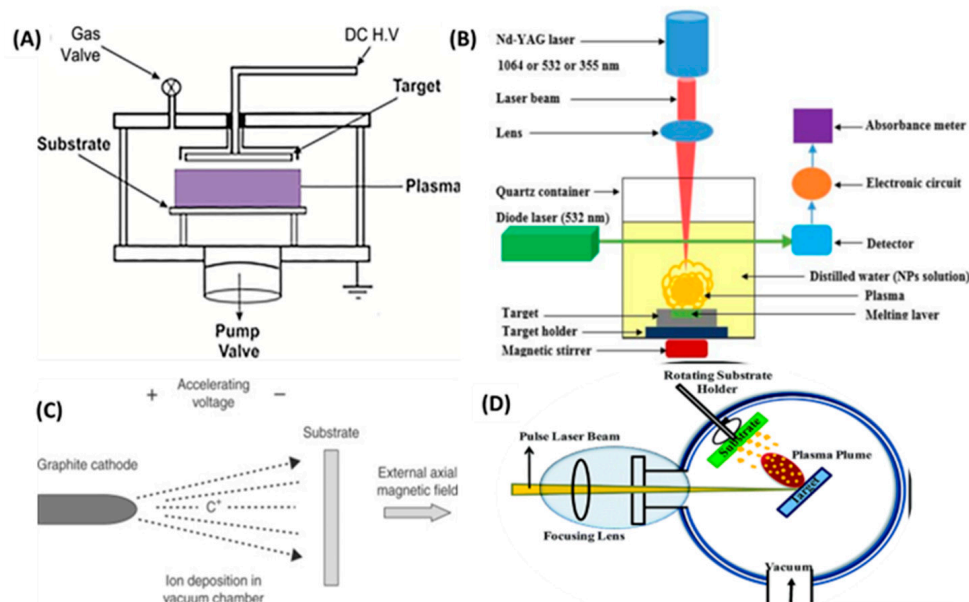 (A)
Gas
Valve
DC H.V
Target
Substrate
Plasma
Pump
Valve
(B)
Nd-YAG laser
1064 or 532 or 355 nm
Laser beam
Lens
Quartz container
Diode laser (532 nm)
Absorbance meter
Electronic circuit
Detector
Distilled water (NPs solution)
Plasma
Melting laver
Target
Target holder
Magnetic stirrer
(C)
+ Accelerating −
voltage
Substrate
Graphite cathode
C+
External axial
magnetic field
Ion deposition in
vacuum chamber
(D)
Rotating Substrate
Holder
Pulse Laser Beam
Substrate
Plasma Plume
Target
Focusing Lens
Vacuum